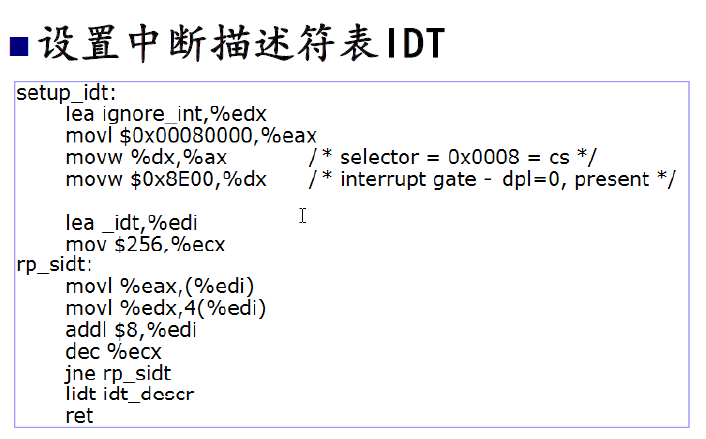 设置中断描述符表IDT
setup_idt:
lea ignore_int,%edx
movl $0x00080000,%eax
movw %dx,%ax /* selector = 0x0008 = cs */
movw $0x8E00,%dx /* interrupt gate - dpl=0, present */
lea _idt,%edi
mov $256,%ecx
rp_sidt:
movl %eax,(%edi)
movl %edx,4(%edi)
addl $8,%edi
dec %ecx
jne rp_sidt
lidt idt_descr
ret